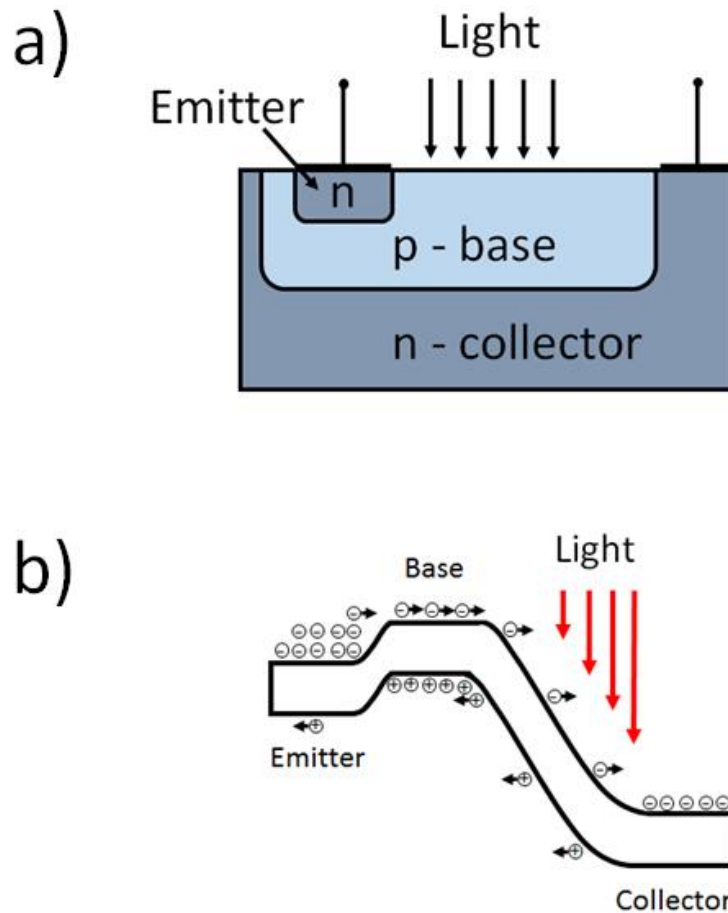 a)
Light
Emitter
n
p - base
n - collector
b)
Light
Base
Emitter
Collector